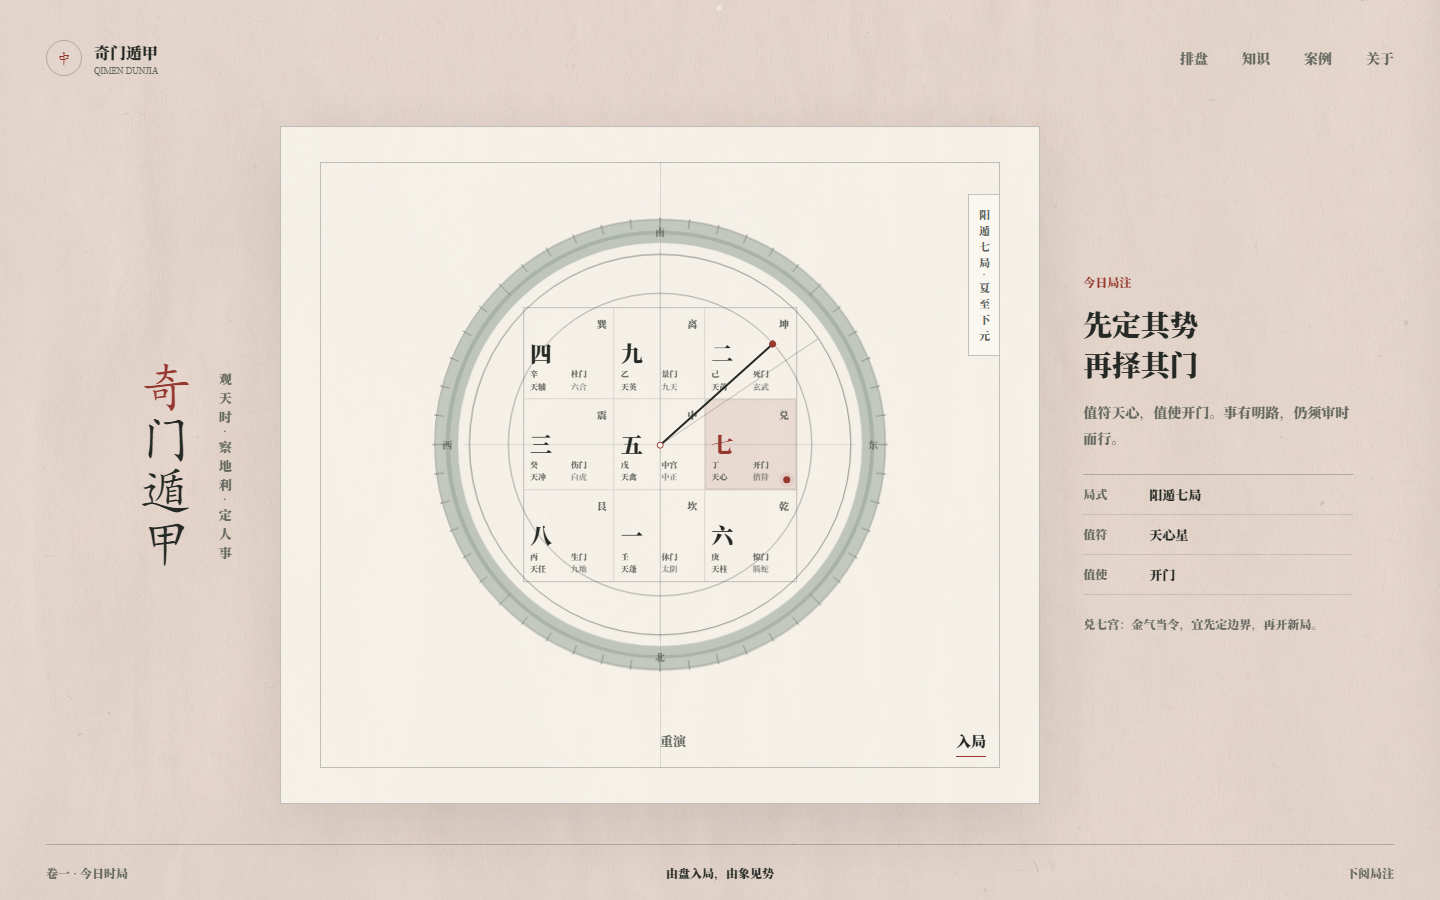 中
奇门遁甲
QIMEN DUNJIA
排盘
知识
案例
关于
奇门遁甲
观天时·察地利·定人事
阳遁七局·夏至下元
南
西
东
北
巽
四
辛
杜门
天辅
六合
离
九
乙
景门
天英
九天
坤
二
己
死门
天芮
玄武
震
三
癸
伤门
天冲
白虎
中
五
戊
中宫
天禽
中正
兑
七
丁
开门
天心
值符
艮
八
丙
生门
天任
九地
坎
一
壬
休门
天蓬
太阴
乾
六
庚
惊门
天柱
螣蛇
重演
入局
今日局注
先定其势
再择其门
值符天心，值使开门。事有明路，仍须审时
而行。
局式
阳遁七局
值符
天心星
值使
开门
兑七宫：金气当令，宜先定边界，再开新局。
卷一 · 今日时局
由盘入局，由象见势
下阅局注